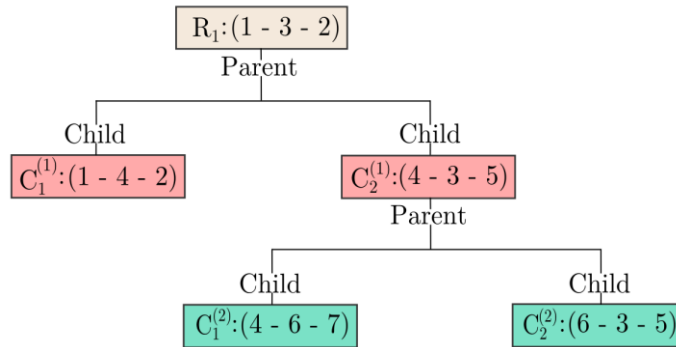 R₁:(1 - 3 - 2)
Parent
Child
Child
C₁⁽¹⁾:(1 - 4 - 2)
C₂⁽¹⁾:(4 - 3 - 5)
Parent
Child
Child
C₁⁽²⁾:(4 - 6 - 7)
C₂⁽²⁾:(6 - 3 - 5)